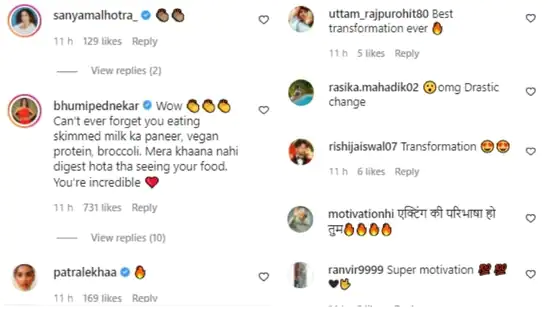 sanyamalhotra_ 👏🏽👏🏽
11 h 129 likes Reply
View replies (2)
bhumipednekar Wow 👏👏👏
Can't ever forget you eating
skimmed milk ka paneer, vegan
protein, broccoli. Mera khaana nahi
digest hota tha seeing your food.
You're incredible ❤️
11 h 731 likes Reply
View replies (10)
patralekhaa 🔥
11 h 169 likes Reply
uttam_rajpurohit80 Best
transformation ever 🔥
11 h 5 likes Reply
rasika.mahadik02 😮omg Drastic
change
rishijaiswal07 Transformation 😍😍
11 h 6 likes Reply
motivationhi एक्टिंग की परिभाषा हो
तुम🔥🔥🔥🔥
ranvir9999 Super motivation 💯💯
🖤✌️